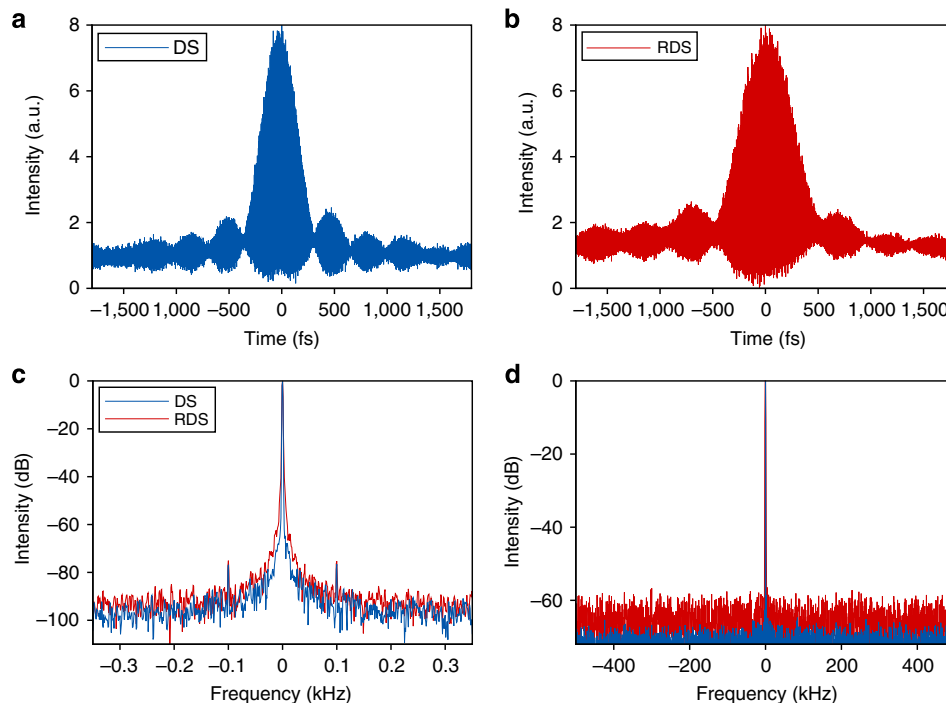 a
DS
8
6
4
2
0
Intensity (a.u.)
–1,500 1,000 –500 0 500 1,000 1,500
Time (fs)
b
RDS
8
6
4
2
0
Intensity (a.u.)
–1,500 1,000 –500 0 500 1,000 1,500
Time (fs)
c
DS
RDS
0
–20
–40
–60
–80
–100
Intensity (dB)
–0.3 –0.2 –0.1 0 0.1 0.2 0.3
Frequency (kHz)
d
0
–20
–40
–60
Intensity (dB)
–400 –200 0 200 400
Frequency (kHz)